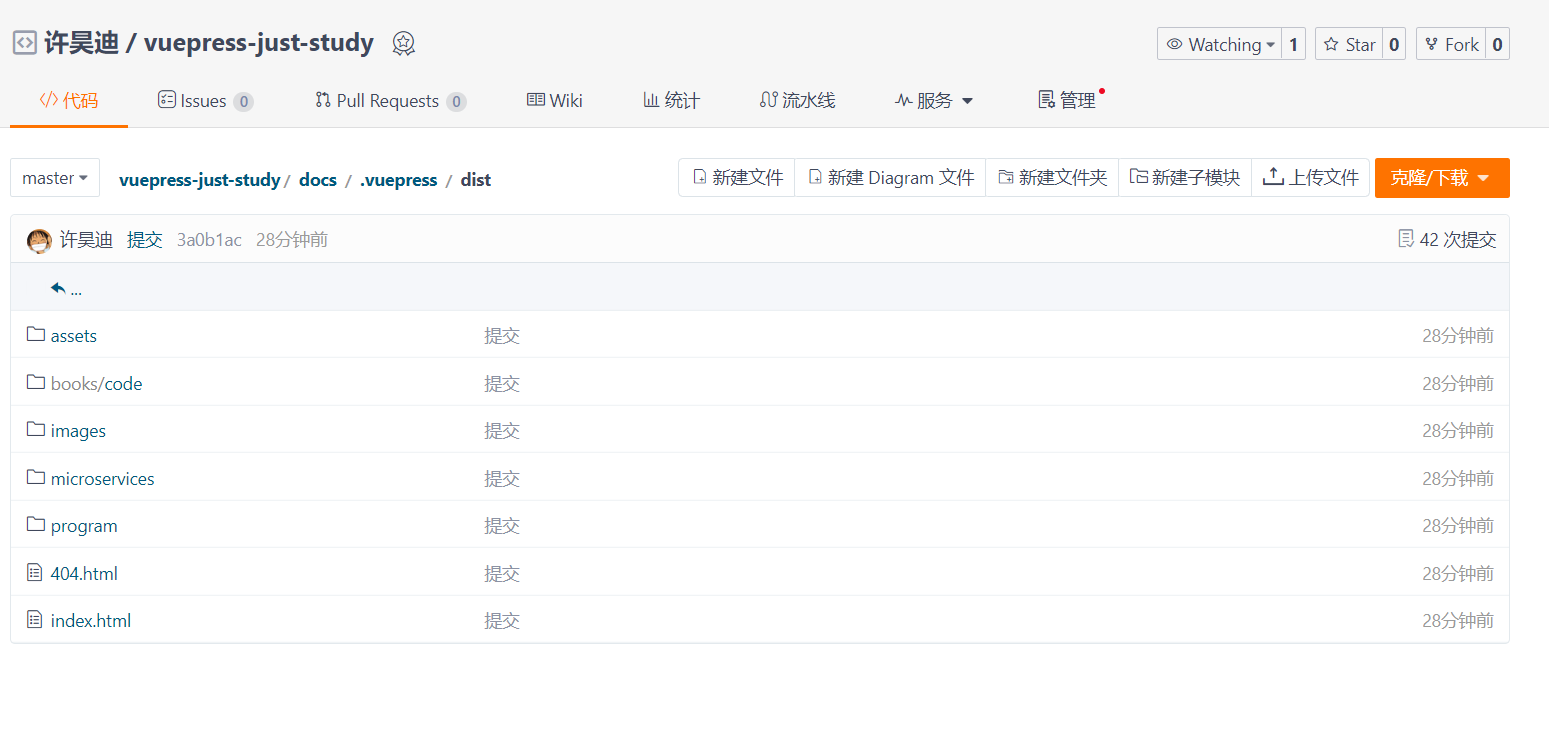 许昊迪 / vuepress-just-study Watching 1 Star 0 Fork 0
代码 Issues 0 Pull Requests 0 Wiki 统计 流水线 服务 管理
master vuepress-just-study / docs / .vuepress / dist 新建文件 新建 Diagram 文件 新建文件夹 新建子模块 上传文件 克隆/下载
许昊迪 提交 3a0b1ac 28分钟前 42 次提交
...
assets 提交 28分钟前
books/code 提交 28分钟前
images 提交 28分钟前
microservices 提交 28分钟前
program 提交 28分钟前
404.html 提交 28分钟前
index.html 提交 28分钟前